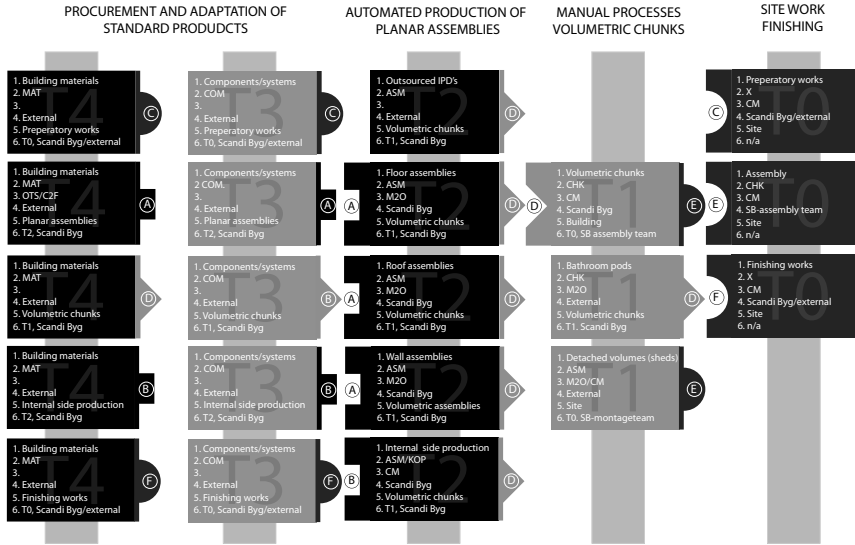 PROCUREMENT AND ADAPTATION OF
STANDARD PRODUDCTS
AUTOMATED PRODUCTION OF
PLANAR ASSEMBLIES
MANUAL PROCESSES
VOLUMETRIC CHUNKS
SITE WORK
FINISHING
T4
1. Building materials
2. MAT
3.
4. External
5. Preperatory works
6. T0, Scandi Byg/external
C
1. Building materials
2. MAT
3. OTS/C2F
4. External
5. Planar assemblies
6. T2, Scandi Byg
A
T4
1. Building materials
2. MAT
3.
4. External
5. Volumetric chunks
6. T1, Scandi Byg
D
T4
1. Building materials
2. MAT
3.
4. External
5. Internal side production
6. T2, Scandi Byg
B
T4
1. Building materials
2. MAT
3.
4. External
5. Finishing works
6. T0, Scandi Byg/external
F
T4
T3
1. Components/systems
2. COM
3.
4. External
5. Preperatory works
6. T0, Scandi Byg/external
C
T3
1. Components/systems
2 COM.
3.
4. External
5. Planar assemblies
6. T2, Scandi Byg
A
T3
1. Components/systems
2. COM
3.
4. External
5. Volumetric chunks
6. T1, Scandi Byg
B
T3
1. Components/systems
2. COM
3.
4. External
5. Internal side production
6. T2, Scandi Byg
B
T3
1. Components/systems
2. COM
3.
4. External
5. Finishing works
6. T0, Scandi Byg/external
F
T2
1. Outsourced IPD's
2. ASM
3.
4. External
5. Volumetric chunks
6. T1, Scandi Byg
D
T2
A
1. Floor assemblies
2. ASM
3. M2O
4. Scandi Byg
5. Volumetric chunks
6. T1, Scandi Byg
D
T2
A
1. Roof assemblies
2. ASM
3. M2O
4. Scandi Byg
5. Volumetric chunks
6. T1, Scandi Byg
D
T2
A
1. Wall assemblies
2. ASM
3. M2O
4. Scandi Byg
5. Volumetric assemblies
6. T1, Scandi Byg
D
T2
B
1. Internal side production
2. ASM/KOP
3. CM
4. Scandi Byg
5. Volumetric chunks
6. T1, Scandi Byg
D
T1
D
1. Volumetric chunks
2. CHK
3. CM
4. Scandi Byg
5. Building
6. T0, SB assembly team
E
T1
1. Bathroom pods
2. CHK
3. M2O
4. External
5. Volumetric chunks
6. T1. Scandi Byg
D
T1
1. Detached volumes (sheds)
2. ASM
3. M2O/CM
4. External
5. Site
6. T0. SB-montageteam
E
T0
C
1. Preperatory works
2. X
3. CM
4. Scandi Byg/external
5. Site
6. n/a
T0
E
1. Assembly
2. CHK
3. CM
4. SB-assembly team
5. Site
6. n/a
T0
F
1. Finishing works
2. X
3. CM
4. Scandi Byg/external
5. Site
6. n/a